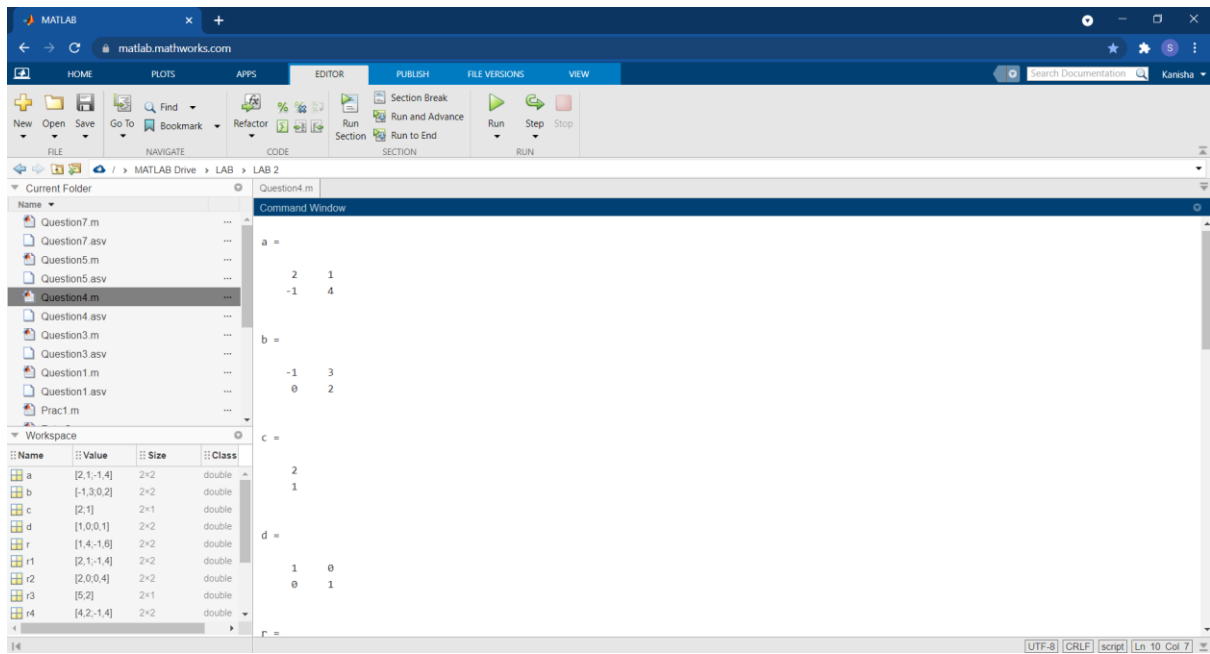 MATLAB
matlab.mathworks.com
S
HOME PLOTS APPS EDITOR PUBLISH FILE VERSIONS VIEW
Search Documentation
Kanisha
New Open Save
FILE
Go To Find Bookmark
NAVIGATE
Refactor
CODE
Run Section
Section Break
Run and Advance
Run to End
SECTION
Run Step Stop
RUN
/ > MATLAB Drive > LAB > LAB 2
Current Folder
Name
Question7.m
Question7.asv
Question5.m
Question5.asv
Question4.m
Question4.asv
Question3.m
Question3.asv
Question1.m
Question1.asv
Prac1.m
Workspace
Name Value Size Class
a [2,1;-1,4] 2×2 double
b [-1,3;0,2] 2×2 double
c [2;1] 2×1 double
d [1,0;0,1] 2×2 double
r [1,4;-1,6] 2×2 double
r1 [2,1;-1,4] 2×2 double
r2 [2,0;0,4] 2×2 double
r3 [5;2] 2×1 double
r4 [4,2;-1,4] 2×2 double
Question4.m
Command Window
a =
2 1
-1 4
b =
-1 3
0 2
c =
2
1
d =
1 0
0 1
r =
UTF-8 CRLF script Ln 10 Col 7